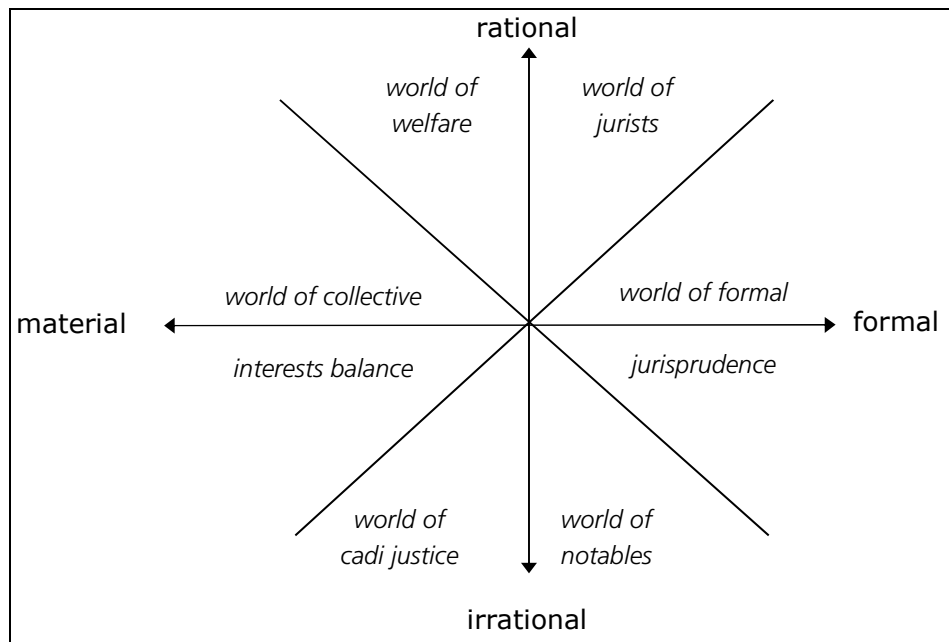 rational
world of
welfare
world of
jurists
world of collective
interests balance
world of formal
jurisprudence
material
formal
world of
cadi justice
world of
notables
irrational